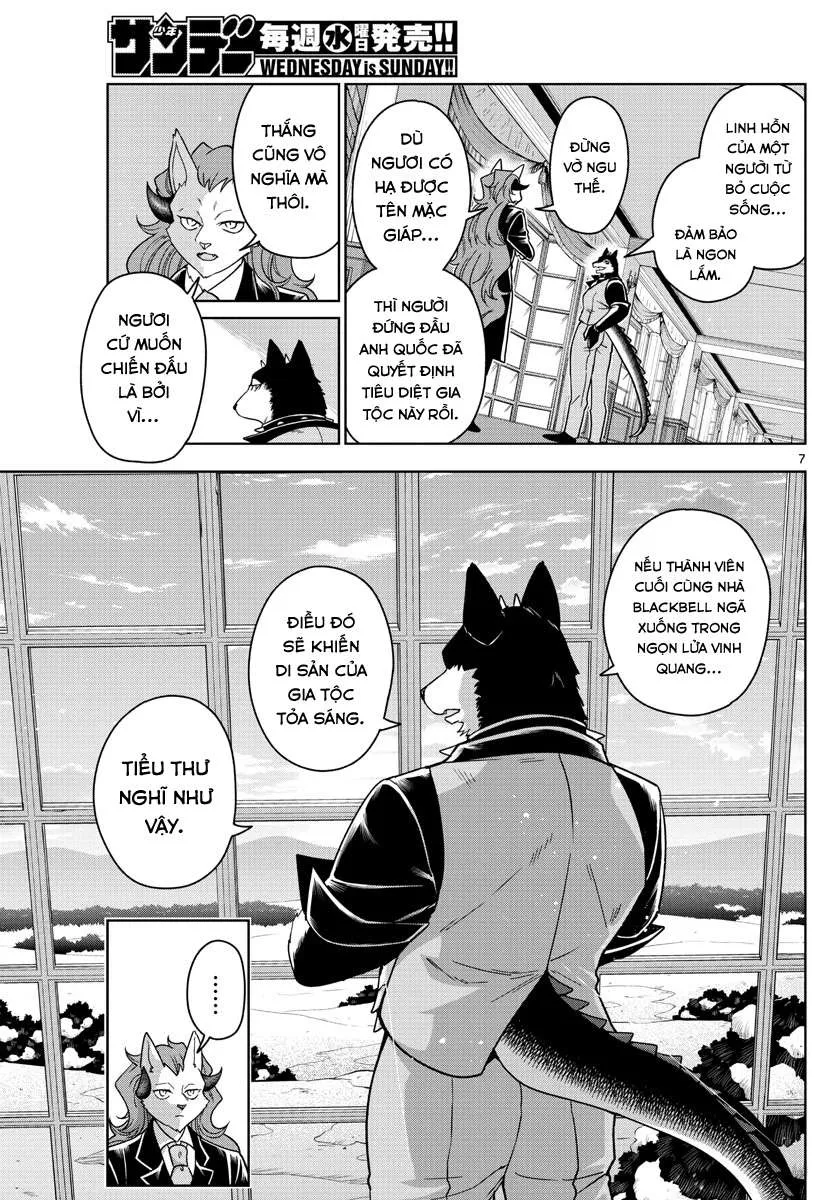 サンデー
少年
毎週水曜日発売!!
WEDNESDAY is SUNDAY!!
LINH HỒN
CỦA MỘT
NGƯỜI TỪ
BỎ CUỘC
SỐNG...
ĐẢM BẢO
LÀ NGON
LẮM.
ĐỪNG
VỜ NGU
THẾ.
DÙ
NGƯƠI CÓ
HẠ ĐƯỢC
TÊN MẶC
GIÁP...
THÌ NGƯỜI
ĐỨNG ĐẦU
ANH QUỐC ĐÃ
QUYẾT ĐỊNH
TIÊU DIỆT GIA
TỘC NÀY RỒI.
THẮNG
CŨNG VÔ
NGHĨA MÀ
THÔI.
NGƯƠI
CỨ MUỐN
CHIẾN ĐẤU
LÀ BỞI
VÌ...
7
NẾU THÀNH VIÊN
CUỐI CÙNG NHÀ
BLACKBELL NGÃ
XUỐNG TRONG
NGỌN LỬA VINH
QUANG...
ĐIỀU ĐÓ
SẼ KHIẾN
DI SẢN CỦA
GIA TỘC
TỎA SÁNG.
TIỂU THƯ
NGHĨ NHƯ
VẬY.
......